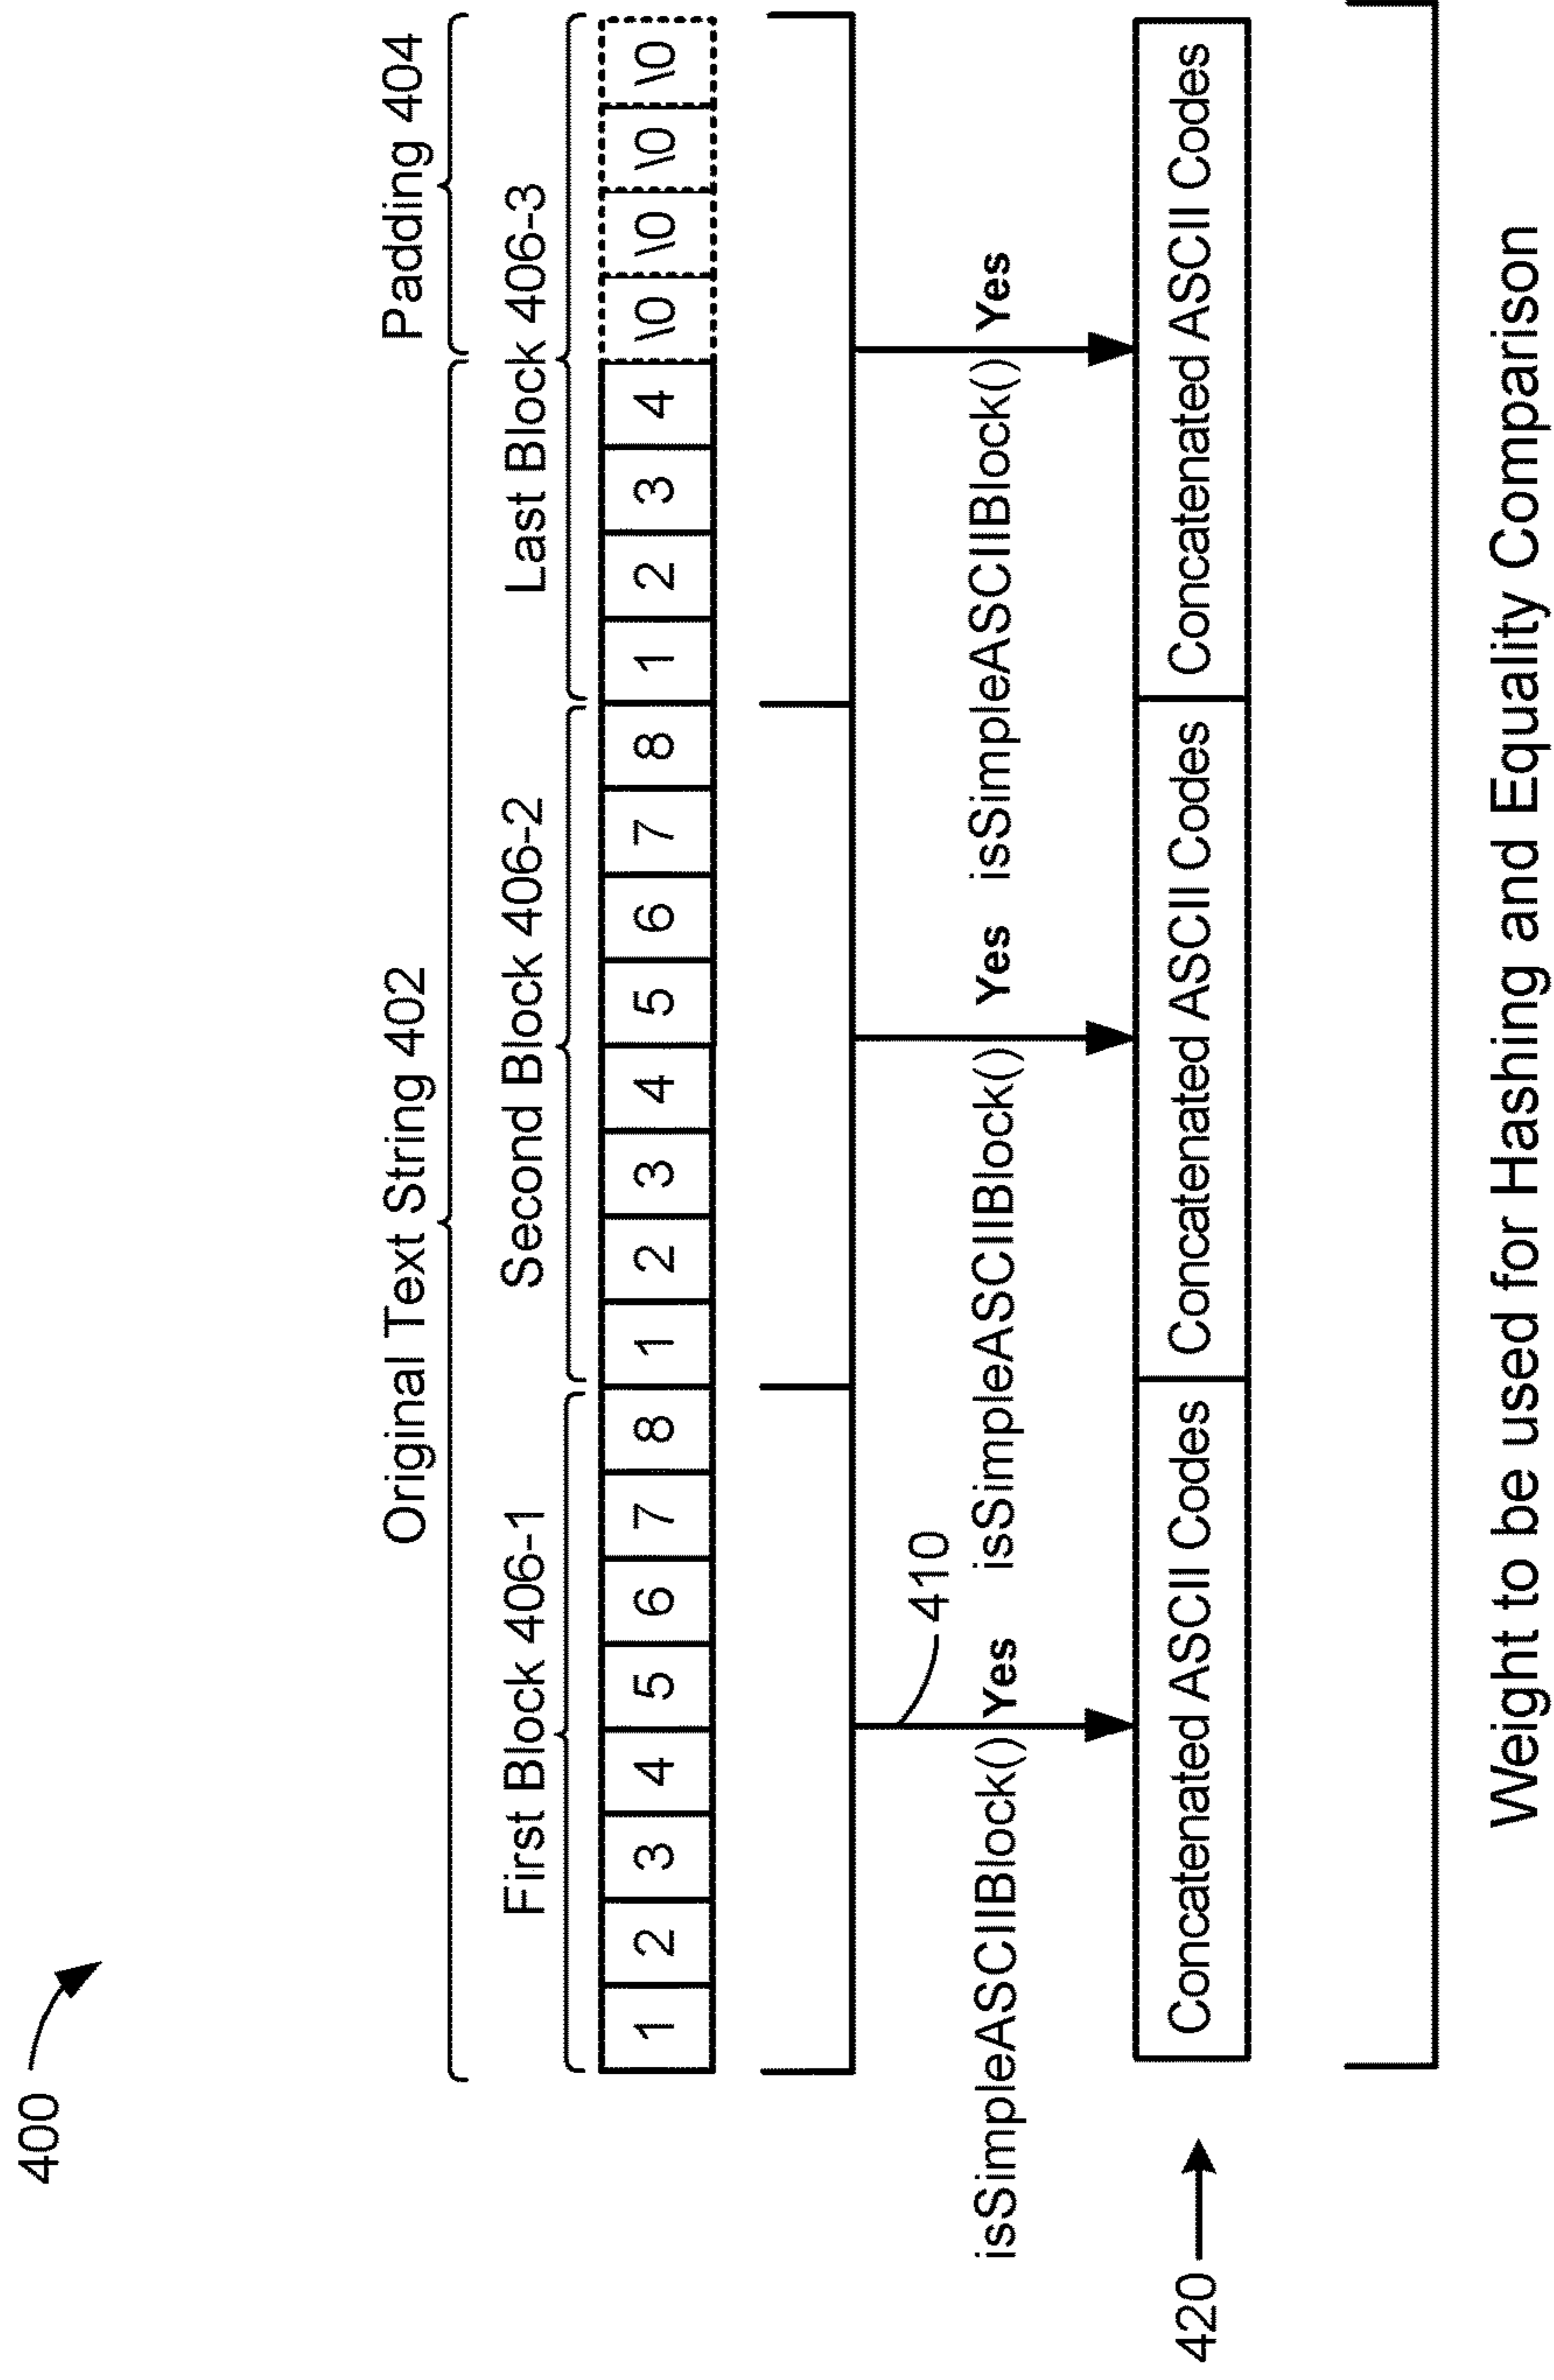 400
Original Text String 402 Padding 404
First Block 406-1 Second Block 406-2 Last Block 406-3
1 2 3 4 5 6 7 8 1 2 3 4 5 6 7 8 1 2 3 4 \0 \0 \0 \0
410
isSimpleASCIIBlock() Yes isSimpleASCIIBlock() Yes isSimpleASCIIBlock() Yes
420 Concatenated ASCII Codes Concatenated ASCII Codes Concatenated ASCII Codes
Weight to be used for Hashing and Equality Comparison